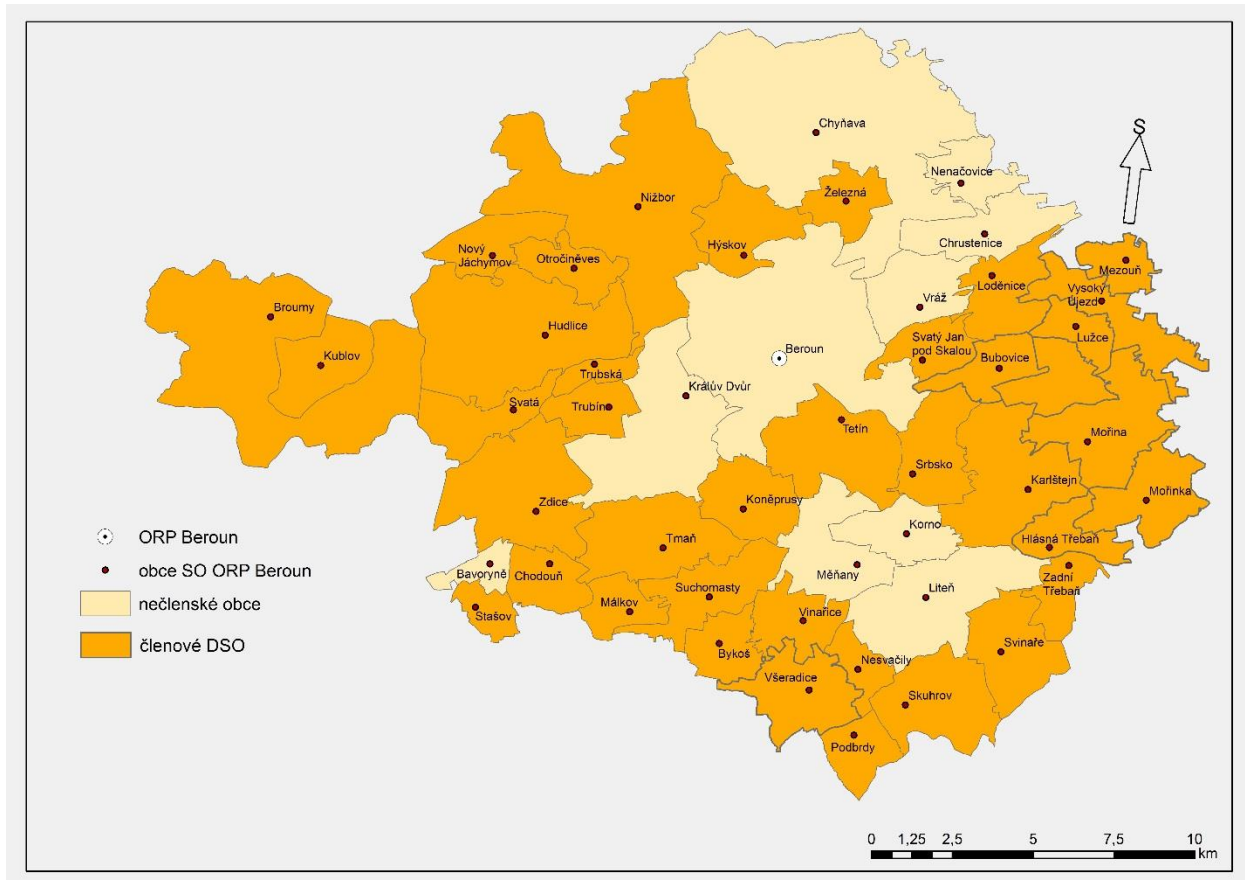 S
Chyňava
Nenačovice
Železná
Nižbor
Chrustenice
Hýskov
Nový
Jáchymov
Otročiněves
Mezouň
Loděnice
Vysoký
Újezd
Broumy
Vráž
Hudlice
Lužce
Svatý Jan
pod Skalou
Beroun
Bubovice
Kublov
Trubská
Králův Dvůr
Svatá
Trubín
Tetín
Mořina
Srbsko
Karlštejn
Mořinka
Zdice
Koněprusy
Korno
Tmaň
Hlásná Třebaň
Bavoryně
Chodouň
Měňany
Zadní
Třebaň
Suchomasty
Liteň
Málkov
Stašov
Vinařice
Bykoš
Svinaře
Nesvačily
Všeradice
Skuhrov
Podbrdy
ORP Beroun
obce SO ORP Beroun
nečlenské obce
členové DSO
0 1,25 2,5 5 7,5 10
km